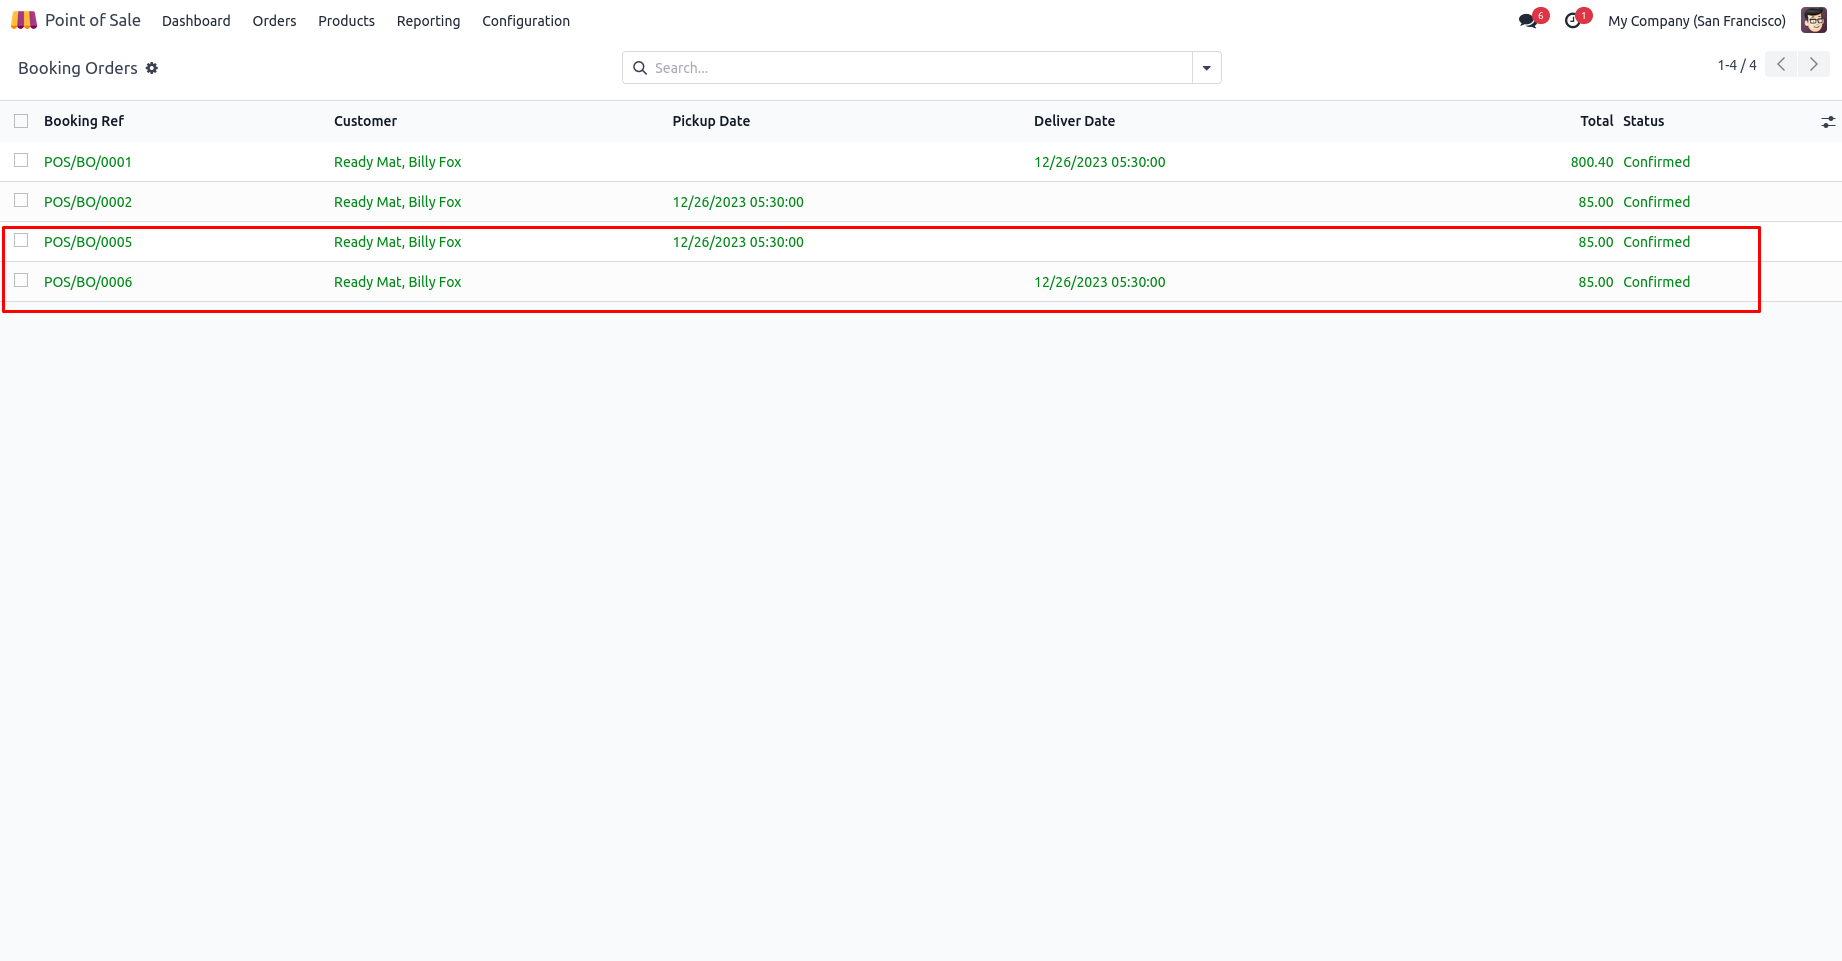 Point of Sale Dashboard Orders Products Reporting Configuration 6 1 My Company (San Francisco)
Booking Orders Search... 1-4 / 4
Booking Ref Customer Pickup Date Deliver Date Total Status
POS/BO/0001 Ready Mat, Billy Fox 12/26/2023 05:30:00 800.40 Confirmed
POS/BO/0002 Ready Mat, Billy Fox 12/26/2023 05:30:00 85.00 Confirmed
POS/BO/0005 Ready Mat, Billy Fox 12/26/2023 05:30:00 85.00 Confirmed
POS/BO/0006 Ready Mat, Billy Fox 12/26/2023 05:30:00 85.00 Confirmed